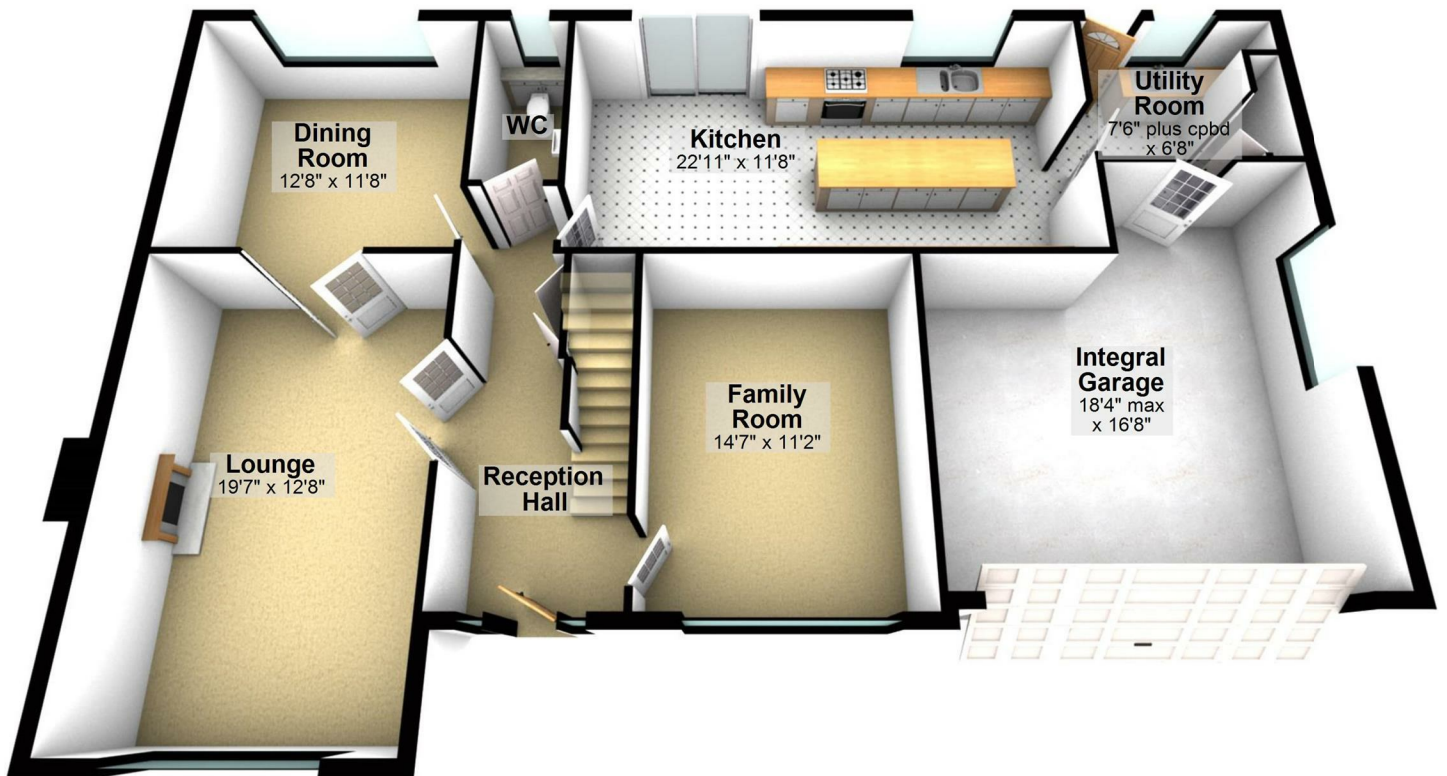 Dining
Room
12'8" x 11'8"
WC
Kitchen
22'11" x 11'8"
Utility
Room
7'6" plus cpbd
x 6'8"
Lounge
19'7" x 12'8"
Reception
Hall
Family
Room
14'7" x 11'2"
Integral
Garage
18'4" max
x 16'8"